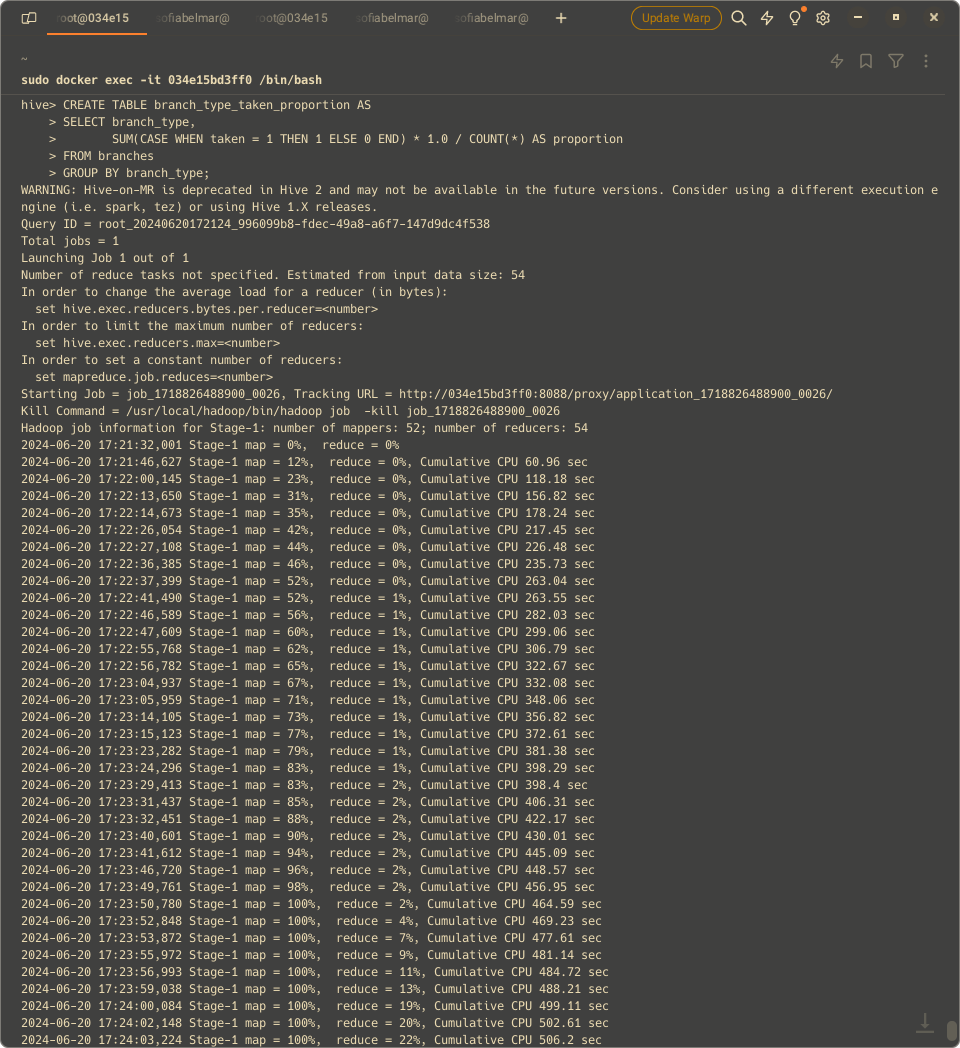 oot@034e15
ofiabelmar@
oot@034e15
ofiabelmar@
ofiabelmar@
Update Warp
~
sudo docker exec -it 034e15bd3ff0 /bin/bash
hive> CREATE TABLE branch_type_taken_proportion AS
    > SELECT branch_type,
    >        SUM(CASE WHEN taken = 1 THEN 1 ELSE 0 END) * 1.0 / COUNT(*) AS proportion
    > FROM branches
    > GROUP BY branch_type;
WARNING: Hive-on-MR is deprecated in Hive 2 and may not be available in the future versions. Consider using a different execution e
ngine (i.e. spark, tez) or using Hive 1.X releases.
Query ID = root_20240620172124_996099b8-fdec-49a8-a6f7-147d9dc4f538
Total jobs = 1
Launching Job 1 out of 1
Number of reduce tasks not specified. Estimated from input data size: 54
In order to change the average load for a reducer (in bytes):
  set hive.exec.reducers.bytes.per.reducer=<number>
In order to limit the maximum number of reducers:
  set hive.exec.reducers.max=<number>
In order to set a constant number of reducers:
  set mapreduce.job.reduces=<number>
Starting Job = job_1718826488900_0026, Tracking URL = http://034e15bd3ff0:8088/proxy/application_1718826488900_0026/
Kill Command = /usr/local/hadoop/bin/hadoop job  -kill job_1718826488900_0026
Hadoop job information for Stage-1: number of mappers: 52; number of reducers: 54
2024-06-20 17:21:32,001 Stage-1 map = 0%,  reduce = 0%
2024-06-20 17:21:46,627 Stage-1 map = 12%,  reduce = 0%, Cumulative CPU 60.96 sec
2024-06-20 17:22:00,145 Stage-1 map = 23%,  reduce = 0%, Cumulative CPU 118.18 sec
2024-06-20 17:22:13,650 Stage-1 map = 31%,  reduce = 0%, Cumulative CPU 156.82 sec
2024-06-20 17:22:14,673 Stage-1 map = 35%,  reduce = 0%, Cumulative CPU 178.24 sec
2024-06-20 17:22:26,054 Stage-1 map = 42%,  reduce = 0%, Cumulative CPU 217.45 sec
2024-06-20 17:22:27,108 Stage-1 map = 44%,  reduce = 0%, Cumulative CPU 226.48 sec
2024-06-20 17:22:36,385 Stage-1 map = 46%,  reduce = 0%, Cumulative CPU 235.73 sec
2024-06-20 17:22:37,399 Stage-1 map = 52%,  reduce = 0%, Cumulative CPU 263.04 sec
2024-06-20 17:22:41,490 Stage-1 map = 52%,  reduce = 1%, Cumulative CPU 263.55 sec
2024-06-20 17:22:46,589 Stage-1 map = 56%,  reduce = 1%, Cumulative CPU 282.03 sec
2024-06-20 17:22:47,609 Stage-1 map = 60%,  reduce = 1%, Cumulative CPU 299.06 sec
2024-06-20 17:22:55,768 Stage-1 map = 62%,  reduce = 1%, Cumulative CPU 306.79 sec
2024-06-20 17:22:56,782 Stage-1 map = 65%,  reduce = 1%, Cumulative CPU 322.67 sec
2024-06-20 17:23:04,937 Stage-1 map = 67%,  reduce = 1%, Cumulative CPU 332.08 sec
2024-06-20 17:23:05,959 Stage-1 map = 71%,  reduce = 1%, Cumulative CPU 348.06 sec
2024-06-20 17:23:14,105 Stage-1 map = 73%,  reduce = 1%, Cumulative CPU 356.82 sec
2024-06-20 17:23:15,123 Stage-1 map = 77%,  reduce = 1%, Cumulative CPU 372.61 sec
2024-06-20 17:23:23,282 Stage-1 map = 79%,  reduce = 1%, Cumulative CPU 381.38 sec
2024-06-20 17:23:24,296 Stage-1 map = 83%,  reduce = 1%, Cumulative CPU 398.29 sec
2024-06-20 17:23:29,413 Stage-1 map = 83%,  reduce = 2%, Cumulative CPU 398.4 sec
2024-06-20 17:23:31,437 Stage-1 map = 85%,  reduce = 2%, Cumulative CPU 406.31 sec
2024-06-20 17:23:32,451 Stage-1 map = 88%,  reduce = 2%, Cumulative CPU 422.17 sec
2024-06-20 17:23:40,601 Stage-1 map = 90%,  reduce = 2%, Cumulative CPU 430.01 sec
2024-06-20 17:23:41,612 Stage-1 map = 94%,  reduce = 2%, Cumulative CPU 445.09 sec
2024-06-20 17:23:46,720 Stage-1 map = 96%,  reduce = 2%, Cumulative CPU 448.57 sec
2024-06-20 17:23:49,761 Stage-1 map = 98%,  reduce = 2%, Cumulative CPU 456.95 sec
2024-06-20 17:23:50,780 Stage-1 map = 100%,  reduce = 2%, Cumulative CPU 464.59 sec
2024-06-20 17:23:52,848 Stage-1 map = 100%,  reduce = 4%, Cumulative CPU 469.23 sec
2024-06-20 17:23:53,872 Stage-1 map = 100%,  reduce = 7%, Cumulative CPU 477.61 sec
2024-06-20 17:23:55,972 Stage-1 map = 100%,  reduce = 9%, Cumulative CPU 481.14 sec
2024-06-20 17:23:56,993 Stage-1 map = 100%,  reduce = 11%, Cumulative CPU 484.72 sec
2024-06-20 17:23:59,038 Stage-1 map = 100%,  reduce = 13%, Cumulative CPU 488.21 sec
2024-06-20 17:24:00,084 Stage-1 map = 100%,  reduce = 19%, Cumulative CPU 499.11 sec
2024-06-20 17:24:02,148 Stage-1 map = 100%,  reduce = 20%, Cumulative CPU 502.61 sec
2024-06-20 17:24:03,224 Stage-1 map = 100%,  reduce = 22%, Cumulative CPU 506.2 sec